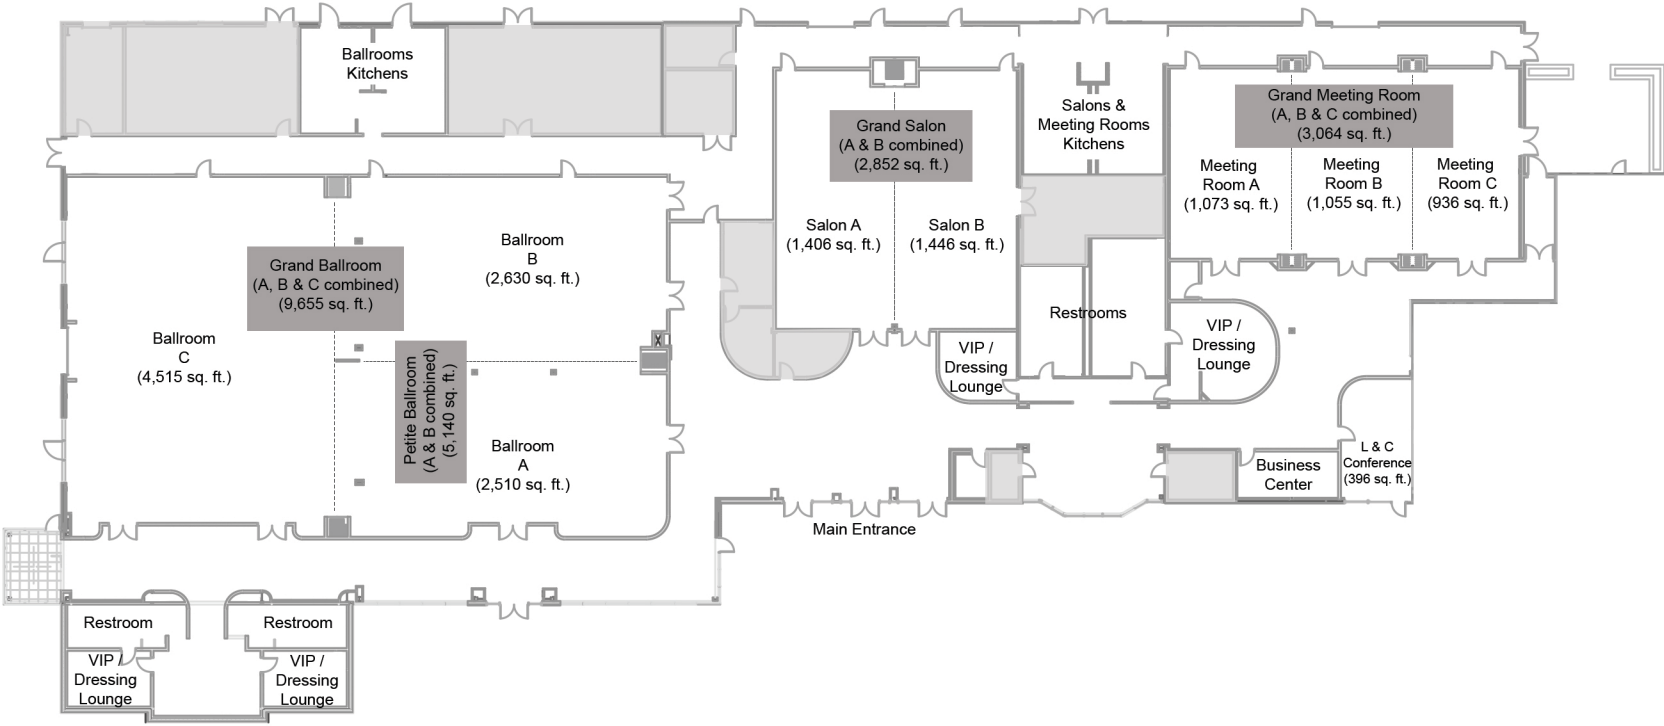 Ballrooms
Kitchens
Grand Ballroom
(A, B & C combined)
(9,655 sq. ft.)
Ballroom
B
(2,630 sq. ft.)
Ballroom
C
(4,515 sq. ft.)
Petite Ballroom
(A & B combined)
(5,140 sq. ft.)
Ballroom
A
(2,510 sq. ft.)
Restroom
Restroom
VIP /
Dressing
Lounge
VIP /
Dressing
Lounge
Grand Salon
(A & B combined)
(2,852 sq. ft.)
Salon A
(1,406 sq. ft.)
Salon B
(1,446 sq. ft.)
Salons &
Meeting Rooms
Kitchens
Restrooms
VIP /
Dressing
Lounge
VIP /
Dressing
Lounge
Grand Meeting Room
(A, B & C combined)
(3,064 sq. ft.)
Meeting
Room A
(1,073 sq. ft.)
Meeting
Room B
(1,055 sq. ft.)
Meeting
Room C
(936 sq. ft.)
Business
Center
L & C
Conference
(396 sq. ft.)
Main Entrance